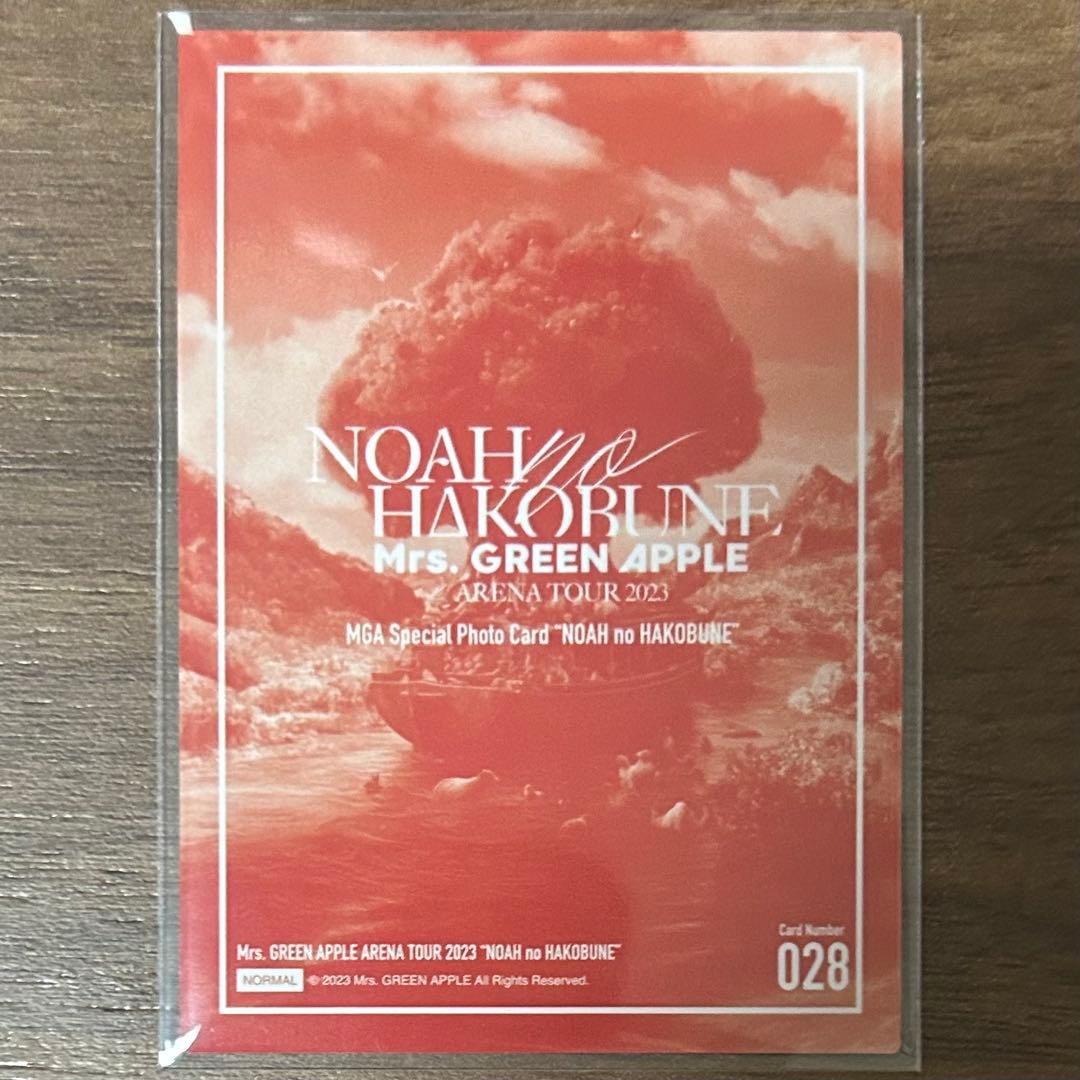 NOAH no
HAKOBUNE
Mrs. GREEN APPLE
ARENA TOUR 2023
MGA Special Photo Card "NOAH no HAKOBUNE"
Mrs. GREEN APPLE ARENA TOUR 2023 "NOAH no HAKOBUNE"
NORMAL © 2023 Mrs. GREEN APPLE All Rights Reserved.
Card Number
028